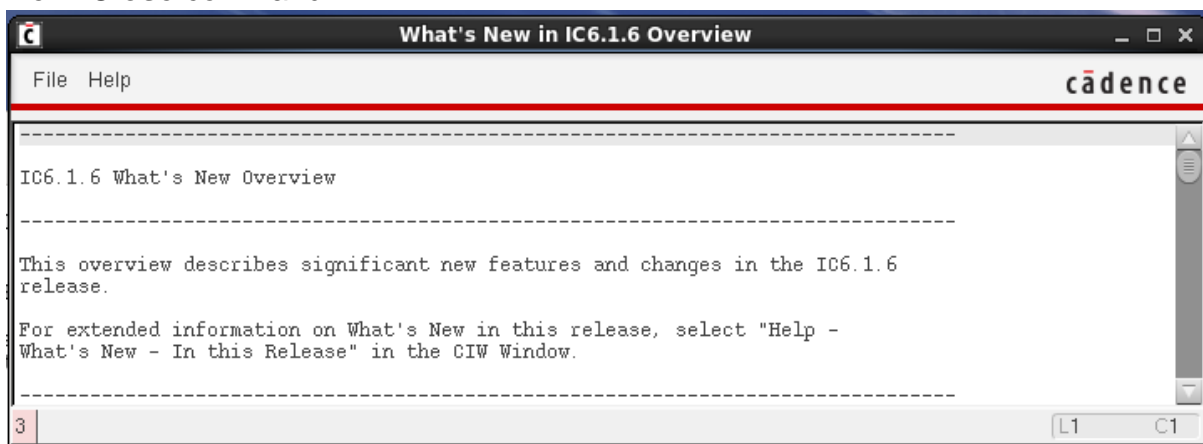 What's New in IC6.1.6 Overview
File Help
cādence
--------------------------------------------------------------------------------
IC6.1.6 What's New Overview
--------------------------------------------------------------------------------
This overview describes significant new features and changes in the IC6.1.6
release.
For extended information on What's New in this release, select "Help -
What's New - In this Release" in the CIW Window.
--------------------------------------------------------------------------------
3
L1 C1